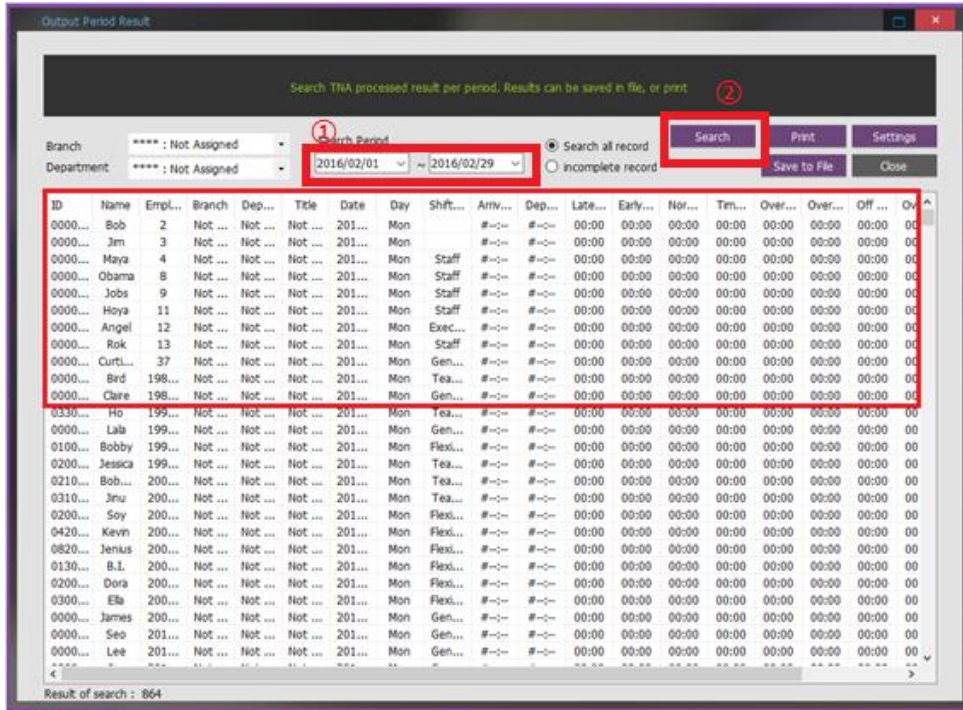 Output Period Result
Search TNA processed result per period. Results can be saved in file, or print
②
①
Search Period
Branch **** : Not Assigned
Search all record
Search Print Settings
Department **** : Not Assigned
2016/02/01 ~ 2016/02/29
incomplete record
Save to File Close
ID Name Empl... Branch Dep... Title Date Day Shift... Arriv... Dep... Late... Early... Nor... Tim... Over... Over... Off ... Ov
0000... Bob 2 Not ... Not ... Not ... 201... Mon #--:-- #--:-- 00:00 00:00 00:00 00:00 00:00 00:00 00:00 00
0000... Jim 3 Not ... Not ... Not ... 201... Mon #--:-- #--:-- 00:00 00:00 00:00 00:00 00:00 00:00 00:00 00
0000... Maya 4 Not ... Not ... Not ... 201... Mon Staff #--:-- #--:-- 00:00 00:00 00:00 00:00 00:00 00:00 00:00 00
0000... Obama 8 Not ... Not ... Not ... 201... Mon Staff #--:-- #--:-- 00:00 00:00 00:00 00:00 00:00 00:00 00:00 00
0000... Jobs 9 Not ... Not ... Not ... 201... Mon Staff #--:-- #--:-- 00:00 00:00 00:00 00:00 00:00 00:00 00:00 00
0000... Hoya 11 Not ... Not ... Not ... 201... Mon Staff #--:-- #--:-- 00:00 00:00 00:00 00:00 00:00 00:00 00:00 00
0000... Angel 12 Not ... Not ... Not ... 201... Mon Exec... #--:-- #--:-- 00:00 00:00 00:00 00:00 00:00 00:00 00:00 00
0000... Rok 13 Not ... Not ... Not ... 201... Mon Staff #--:-- #--:-- 00:00 00:00 00:00 00:00 00:00 00:00 00:00 00
0000... Curti... 37 Not ... Not ... Not ... 201... Mon Gen... #--:-- #--:-- 00:00 00:00 00:00 00:00 00:00 00:00 00:00 00
0000... Bird 198... Not ... Not ... Not ... 201... Mon Tea... #--:-- #--:-- 00:00 00:00 00:00 00:00 00:00 00:00 00:00 00
0000... Claire 198... Not ... Not ... Not ... 201... Mon Gen... #--:-- #--:-- 00:00 00:00 00:00 00:00 00:00 00:00 00:00 00
0330... Ho 199... Not ... Not ... Not ... 201... Mon Tea... #--:-- #--:-- 00:00 00:00 00:00 00:00 00:00 00:00 00:00 00
0000... Lala 199... Not ... Not ... Not ... 201... Mon Gen... #--:-- #--:-- 00:00 00:00 00:00 00:00 00:00 00:00 00:00 00
0100... Bobby 199... Not ... Not ... Not ... 201... Mon Flexi... #--:-- #--:-- 00:00 00:00 00:00 00:00 00:00 00:00 00:00 00
0200... Jessica 199... Not ... Not ... Not ... 201... Mon Tea... #--:-- #--:-- 00:00 00:00 00:00 00:00 00:00 00:00 00:00 00
0210... Bob... 200... Not ... Not ... Not ... 201... Mon Tea... #--:-- #--:-- 00:00 00:00 00:00 00:00 00:00 00:00 00:00 00
0310... Jinu 200... Not ... Not ... Not ... 201... Mon Tea... #--:-- #--:-- 00:00 00:00 00:00 00:00 00:00 00:00 00:00 00
0200... Soy 200... Not ... Not ... Not ... 201... Mon Flexi... #--:-- #--:-- 00:00 00:00 00:00 00:00 00:00 00:00 00:00 00
0420... Kevin 200... Not ... Not ... Not ... 201... Mon Flexi... #--:-- #--:-- 00:00 00:00 00:00 00:00 00:00 00:00 00:00 00
0820... Jenius 200... Not ... Not ... Not ... 201... Mon Flexi... #--:-- #--:-- 00:00 00:00 00:00 00:00 00:00 00:00 00:00 00
0130... B.I. 200... Not ... Not ... Not ... 201... Mon Flexi... #--:-- #--:-- 00:00 00:00 00:00 00:00 00:00 00:00 00:00 00
0200... Dora 200... Not ... Not ... Not ... 201... Mon Flexi... #--:-- #--:-- 00:00 00:00 00:00 00:00 00:00 00:00 00:00 00
0300... Ella 200... Not ... Not ... Not ... 201... Mon Flexi... #--:-- #--:-- 00:00 00:00 00:00 00:00 00:00 00:00 00:00 00
0000... James 200... Not ... Not ... Not ... 201... Mon Gen... #--:-- #--:-- 00:00 00:00 00:00 00:00 00:00 00:00 00:00 00
0000... Seo 201... Not ... Not ... Not ... 201... Mon Gen... #--:-- #--:-- 00:00 00:00 00:00 00:00 00:00 00:00 00:00 00
0000... Lee 201... Not ... Not ... Not ... 201... Mon Gen... #--:-- #--:-- 00:00 00:00 00:00 00:00 00:00 00:00 00:00 00
Result of search : 864